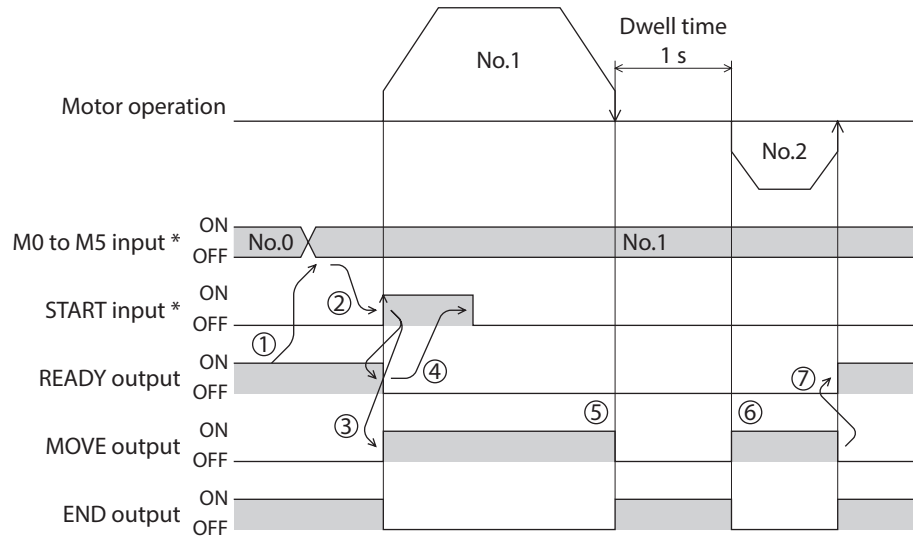 Dwell time
1 s
No.1
Motor operation
No.2
M0 to M5 input *
ON
OFF
No.0
No.1
START input *
ON
OFF
②
①
READY output
ON
OFF
④
⑦
③
⑤
⑥
MOVE output
ON
OFF
END output
ON
OFF